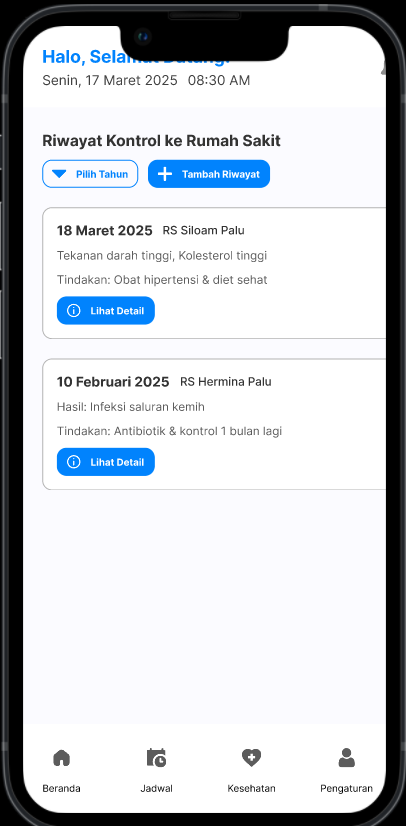 Halo, Selamat Datang!
Senin, 17 Maret 2025 08:30 AM
Riwayat Kontrol ke Rumah Sakit
Pilih Tahun
Tambah Riwayat
18 Maret 2025 RS Siloam Palu
Tekanan darah tinggi, Kolesterol tinggi
Tindakan: Obat hipertensi & diet sehat
Lihat Detail
10 Februari 2025 RS Hermina Palu
Hasil: Infeksi saluran kemih
Tindakan: Antibiotik & kontrol 1 bulan lagi
Lihat Detail
Beranda
Jadwal
Kesehatan
Pengaturan